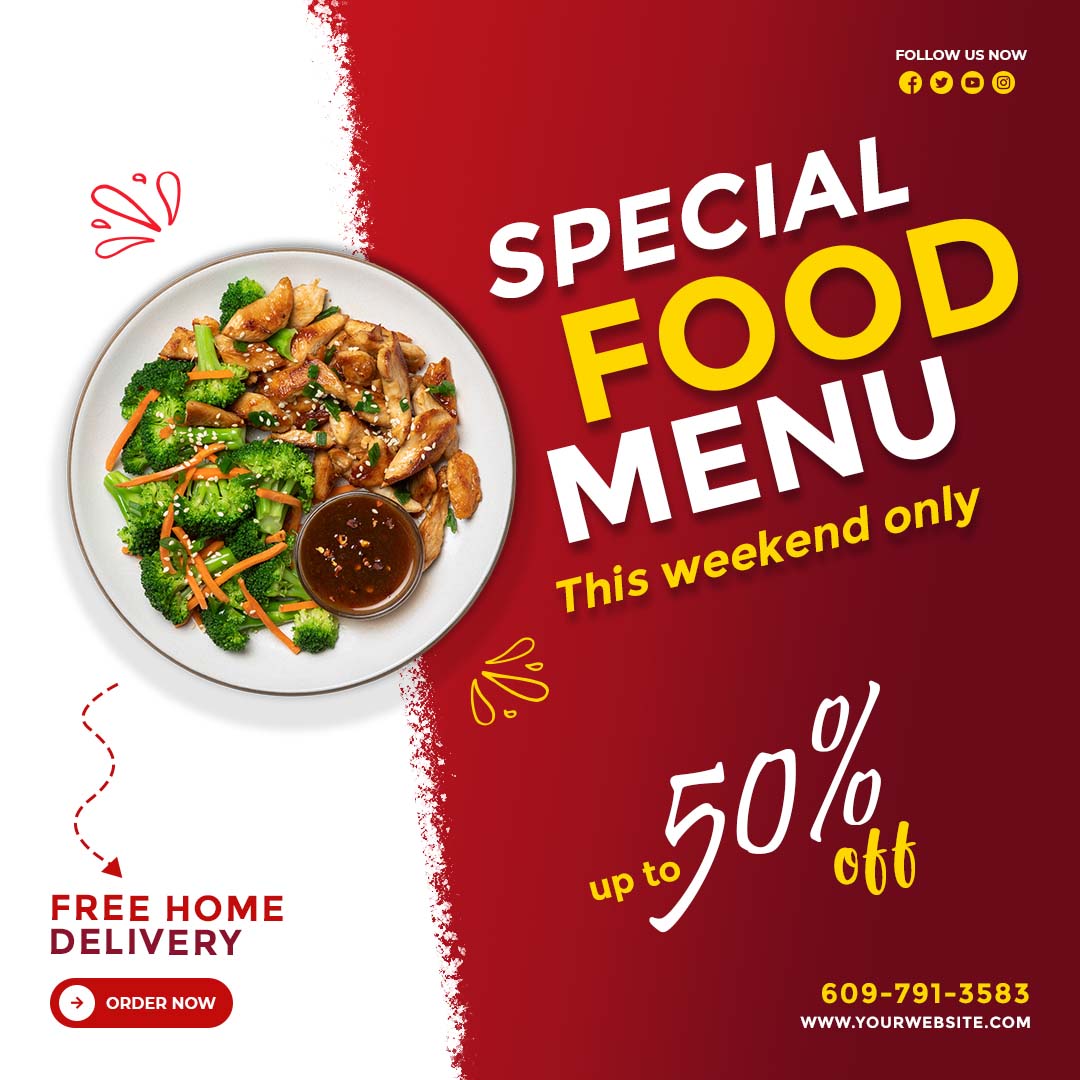 FOLLOW US NOW
SPECIAL
FOOD
MENU
This weekend only
up to 50% off
FREE HOME
DELIVERY
ORDER NOW
609-791-3583
WWW.YOURWEBSITE.COM